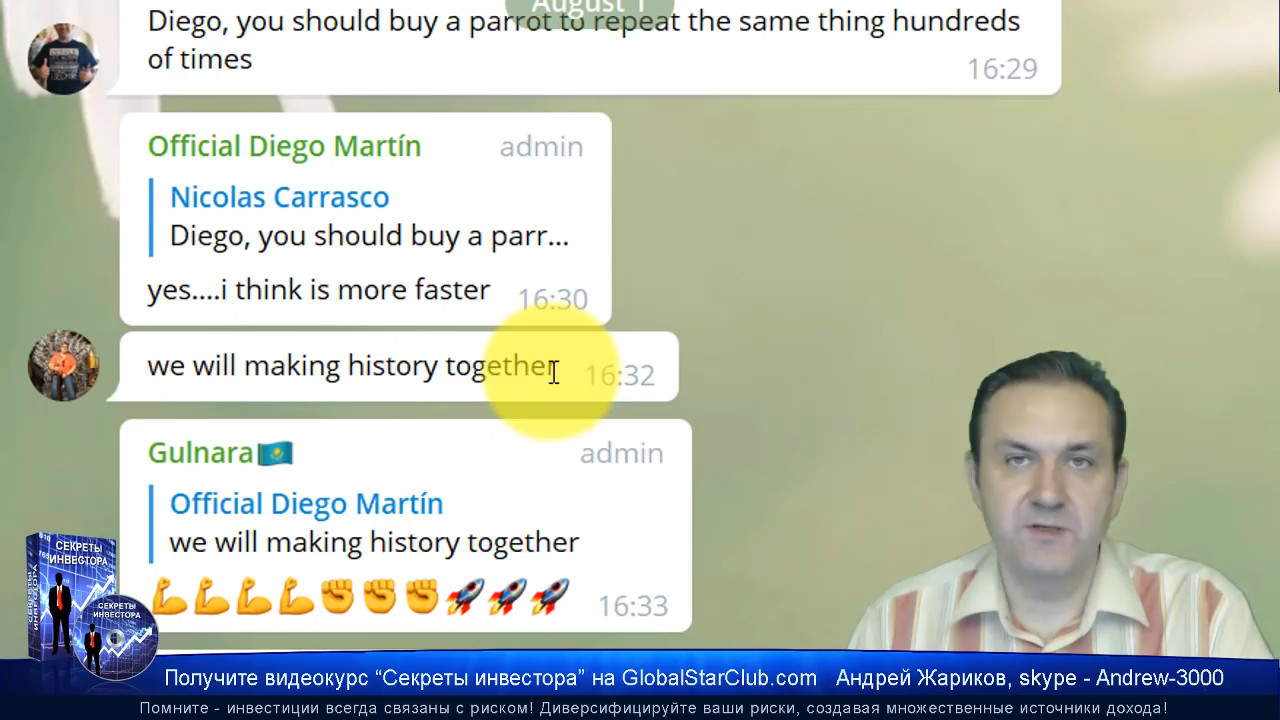 August 1
Diego, you should buy a parrot to repeat the same thing hundreds
of times
16:29
Official Diego Martín admin
Nicolas Carrasco
Diego, you should buy a parr...
yes....i think is more faster 16:30
we will making history together 16:32
Gulnara🇰🇿 admin
Official Diego Martín
we will making history together
💪💪💪💪✊✊✊🚀🚀🚀 16:33
СЕКРЕТЫ
ИНВЕСТОРА
СЕКРЕТЫ
ИНВЕСТОРА
Получите видеокурс “Секреты инвестора” на GlobalStarClub.com Андрей Жариков, skype - Andrew-3000
Помните - инвестиции всегда связаны с риском! Диверсифицируйте ваши риски, создавая множественные источники дохода!